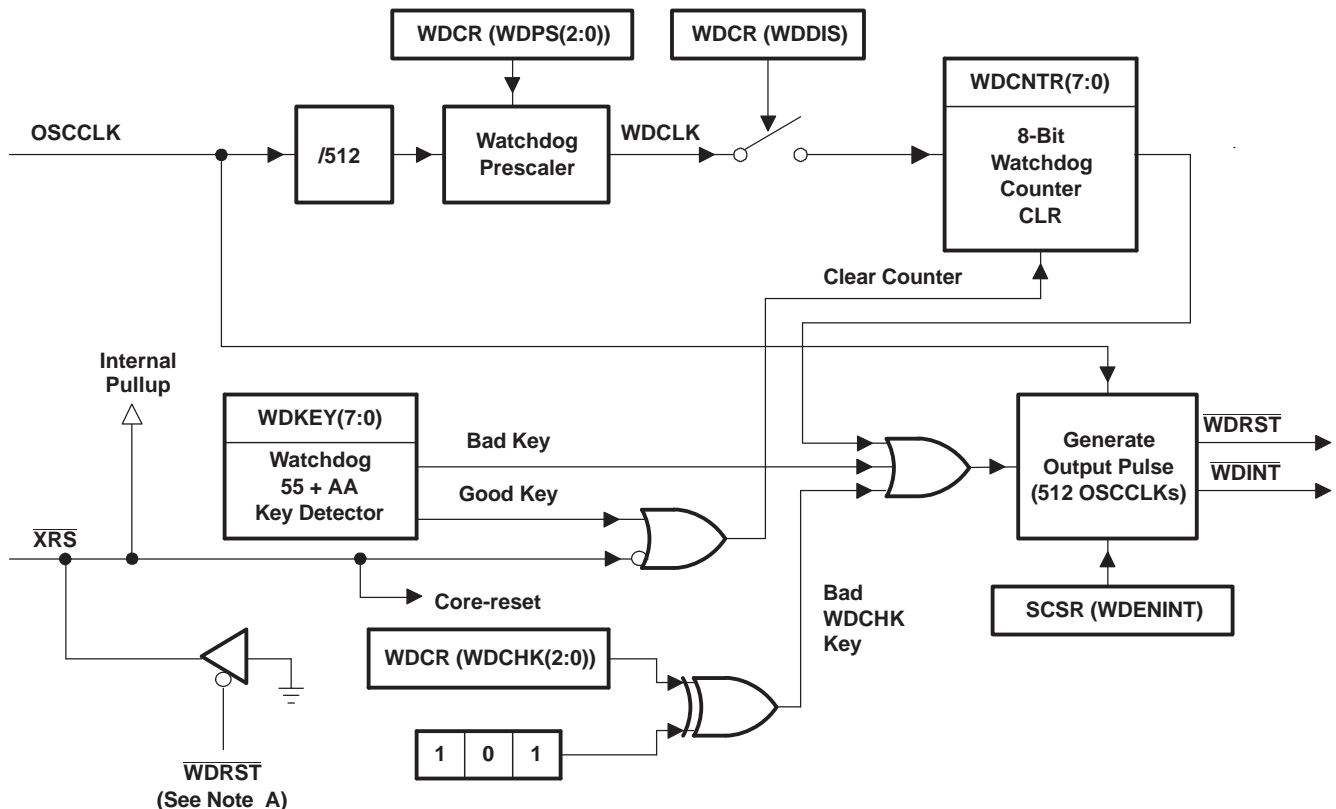 WDCR (WDPS(2:0))
WDCR (WDDIS)
WDCNTR(7:0)
OSCCLK
/512
Watchdog
Prescaler
WDCLK
8-Bit
Watchdog
Counter
CLR
Clear Counter
Internal
Pullup
WDKEY(7:0)
Watchdog
55 + AA
Key Detector
Bad Key
Good Key
Generate
Output Pulse
(512 OSCCLKs)
WDRST
WDINT
XRS
Core-reset
Bad
WDCHK
Key
SCSR (WDENINT)
WDCR (WDCHK(2:0))
1 0 1
WDRST
(See Note A)